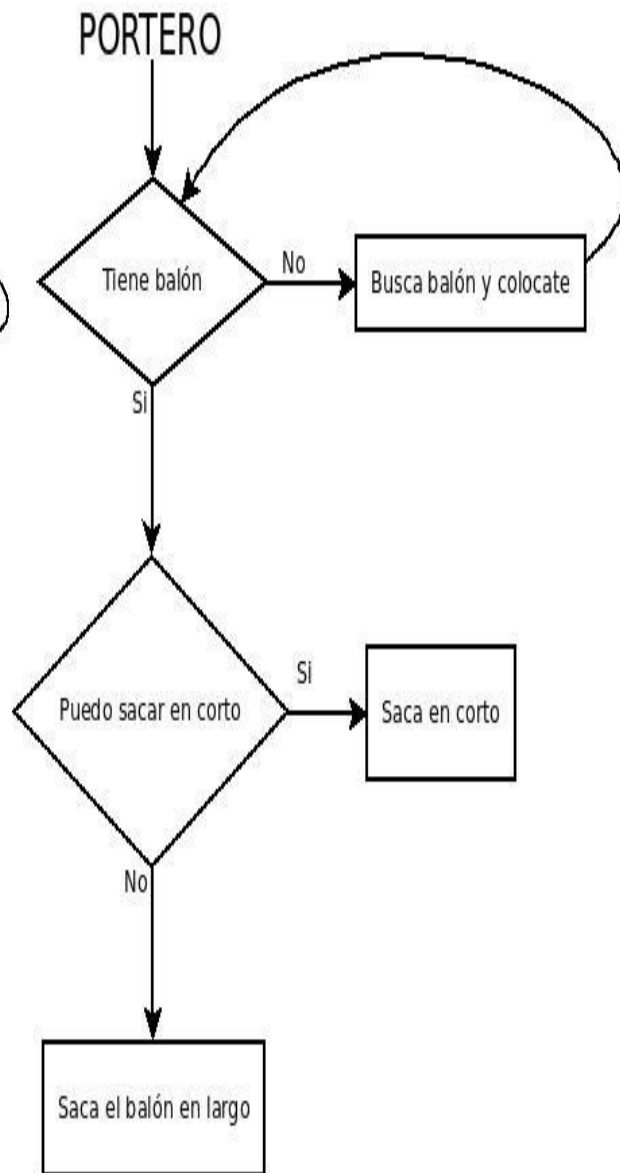 PORTERO
Tiene balón
No
Busca balón y colocate
Si
Puedo sacar en corto
Si
Saca en corto
No
Saca el balón en largo